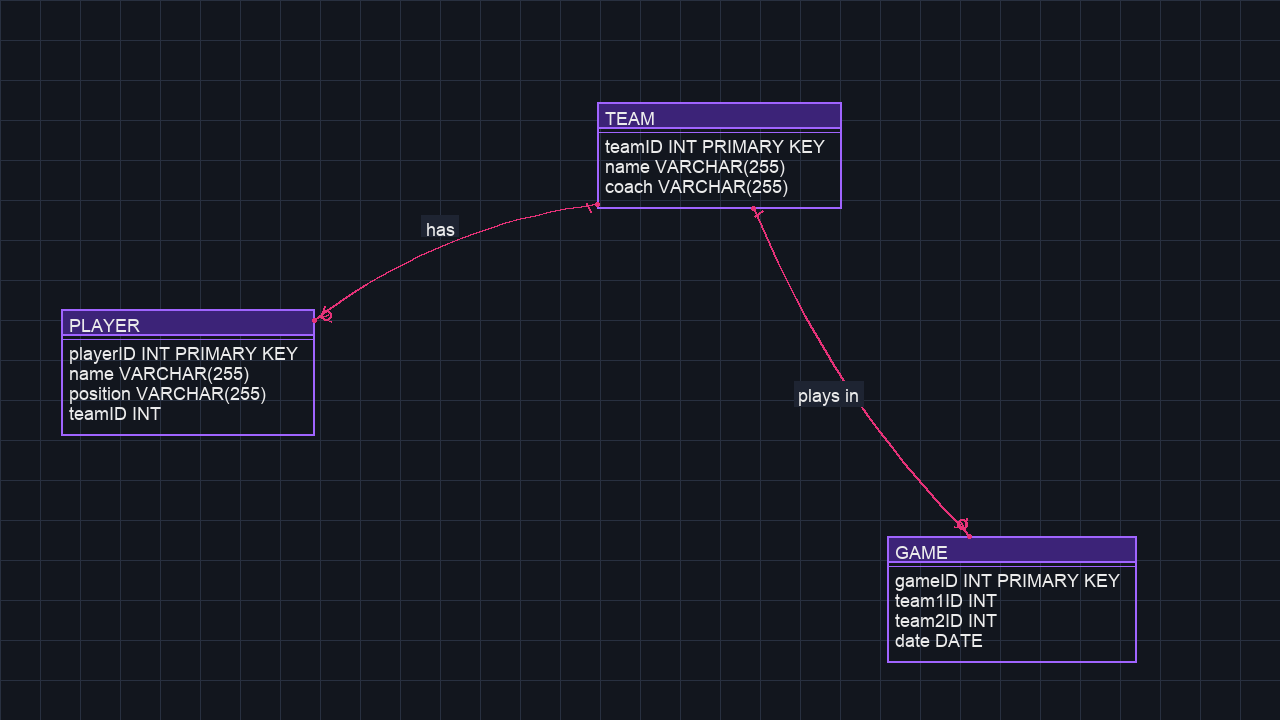 TEAM
teamID INT PRIMARY KEY
name VARCHAR(255)
coach VARCHAR(255)
has
PLAYER
playerID INT PRIMARY KEY
name VARCHAR(255)
position VARCHAR(255)
teamID INT
plays in
GAME
gameID INT PRIMARY KEY
team1ID INT
team2ID INT
date DATE